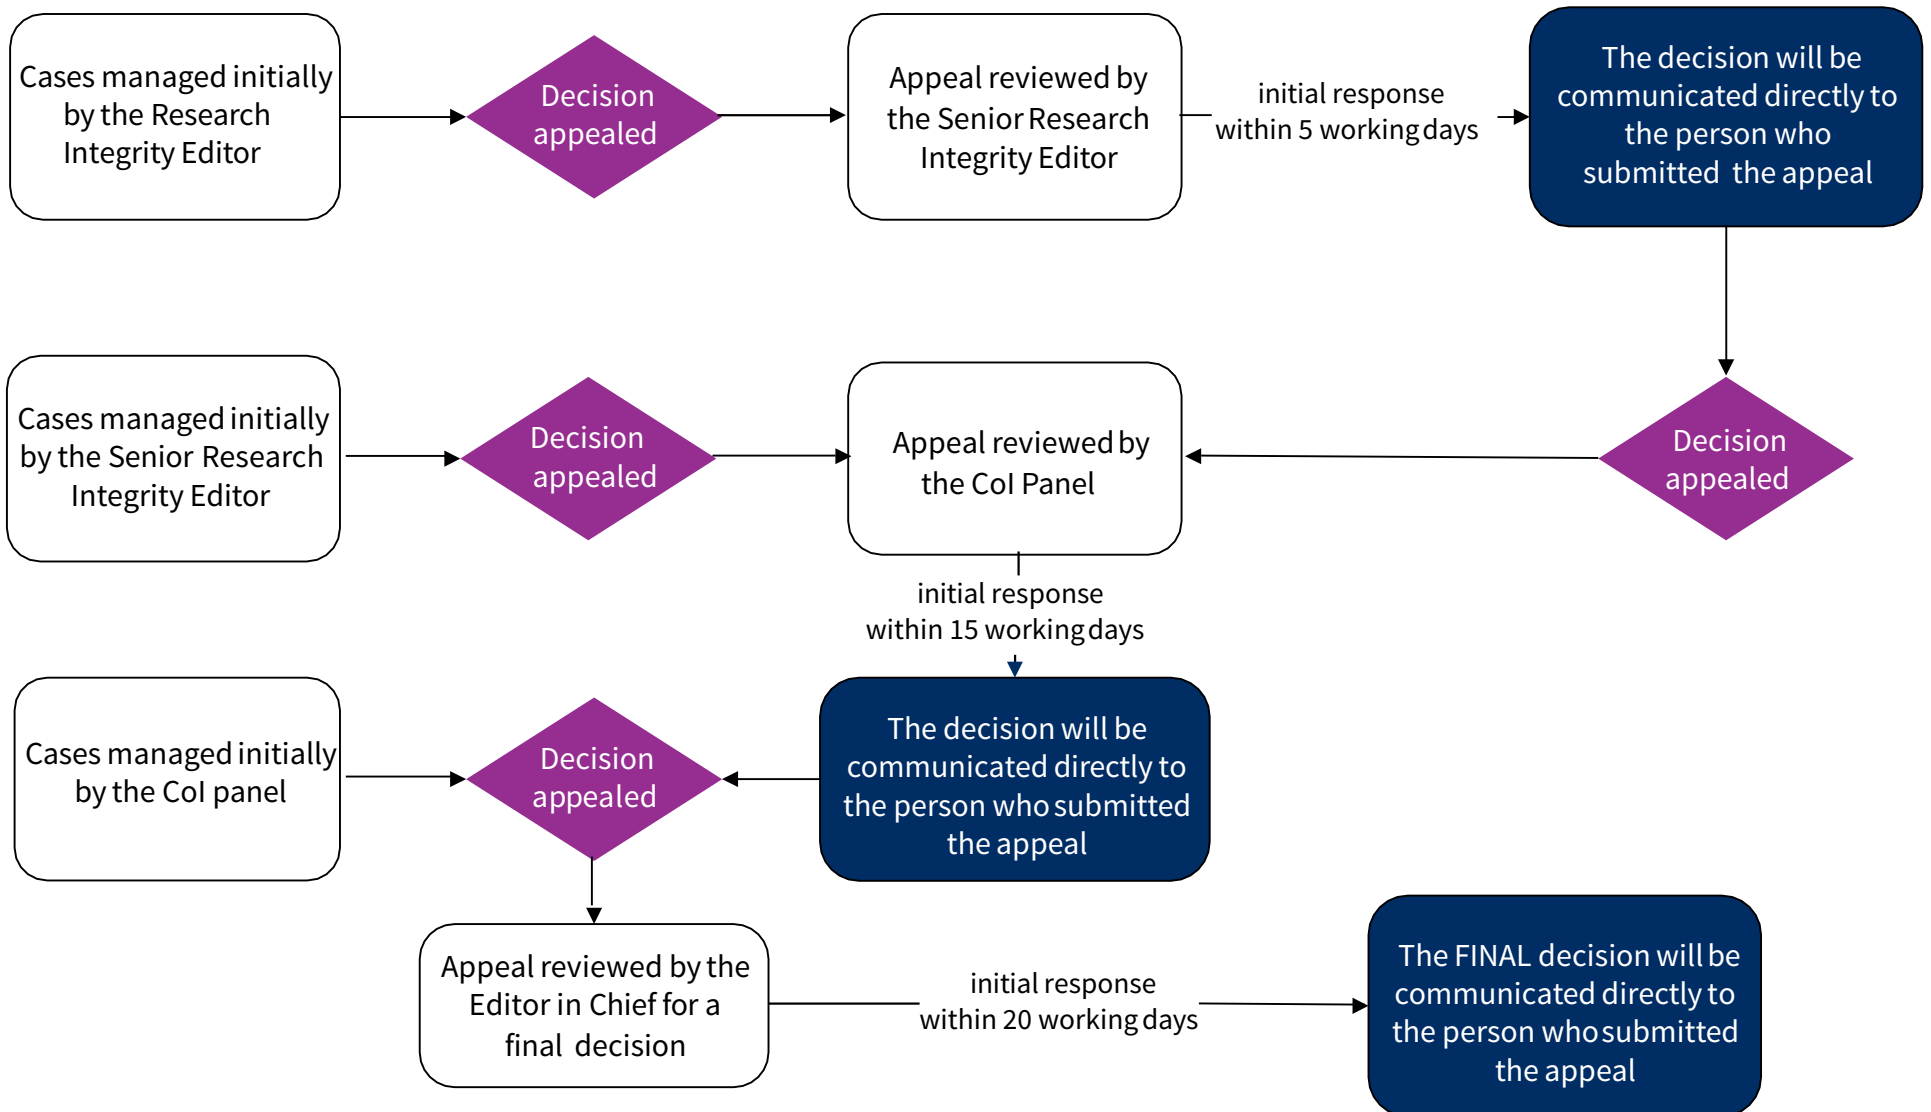 Cases managed initially
by the Research
Integrity Editor
Decision
appealed
Appeal reviewed by
the Senior Research
Integrity Editor
initial response
within 5 working days
The decision will be
communicated directly to
the person who
submitted the appeal
Cases managed initially
by the Senior Research
Integrity Editor
Decision
appealed
Appeal reviewed by
the CoI Panel
Decision
appealed
initial response
within 15 working days
Cases managed initially
by the CoI panel
Decision
appealed
The decision will be
communicated directly to
the person who submitted
the appeal
Appeal reviewed by the
Editor in Chief for a
final decision
initial response
within 20 working days
The FINAL decision will be
communicated directly to
the person who submitted
the appeal